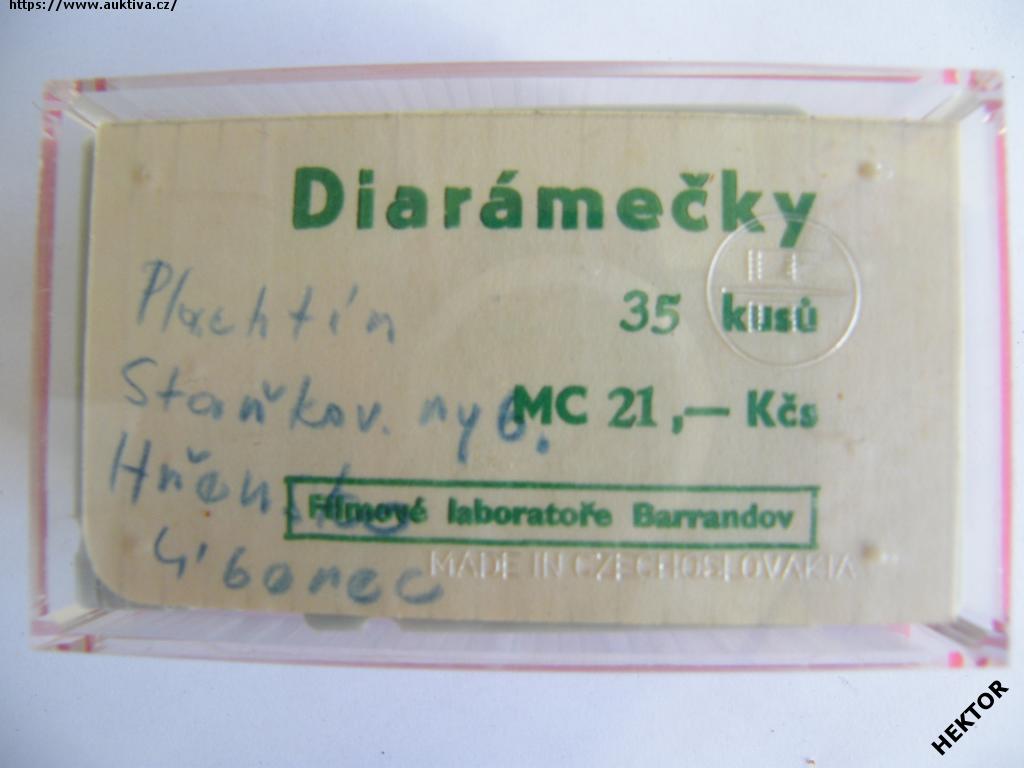 https://www.auktiva.cz/
Diarámečky
Plachtín
35 kusů
Staňkov. ryb.
MC 21,— Kčs
Filmové laboratoře Barrandov
MADE IN CZECHOSLOVAKIA
HEKTOR